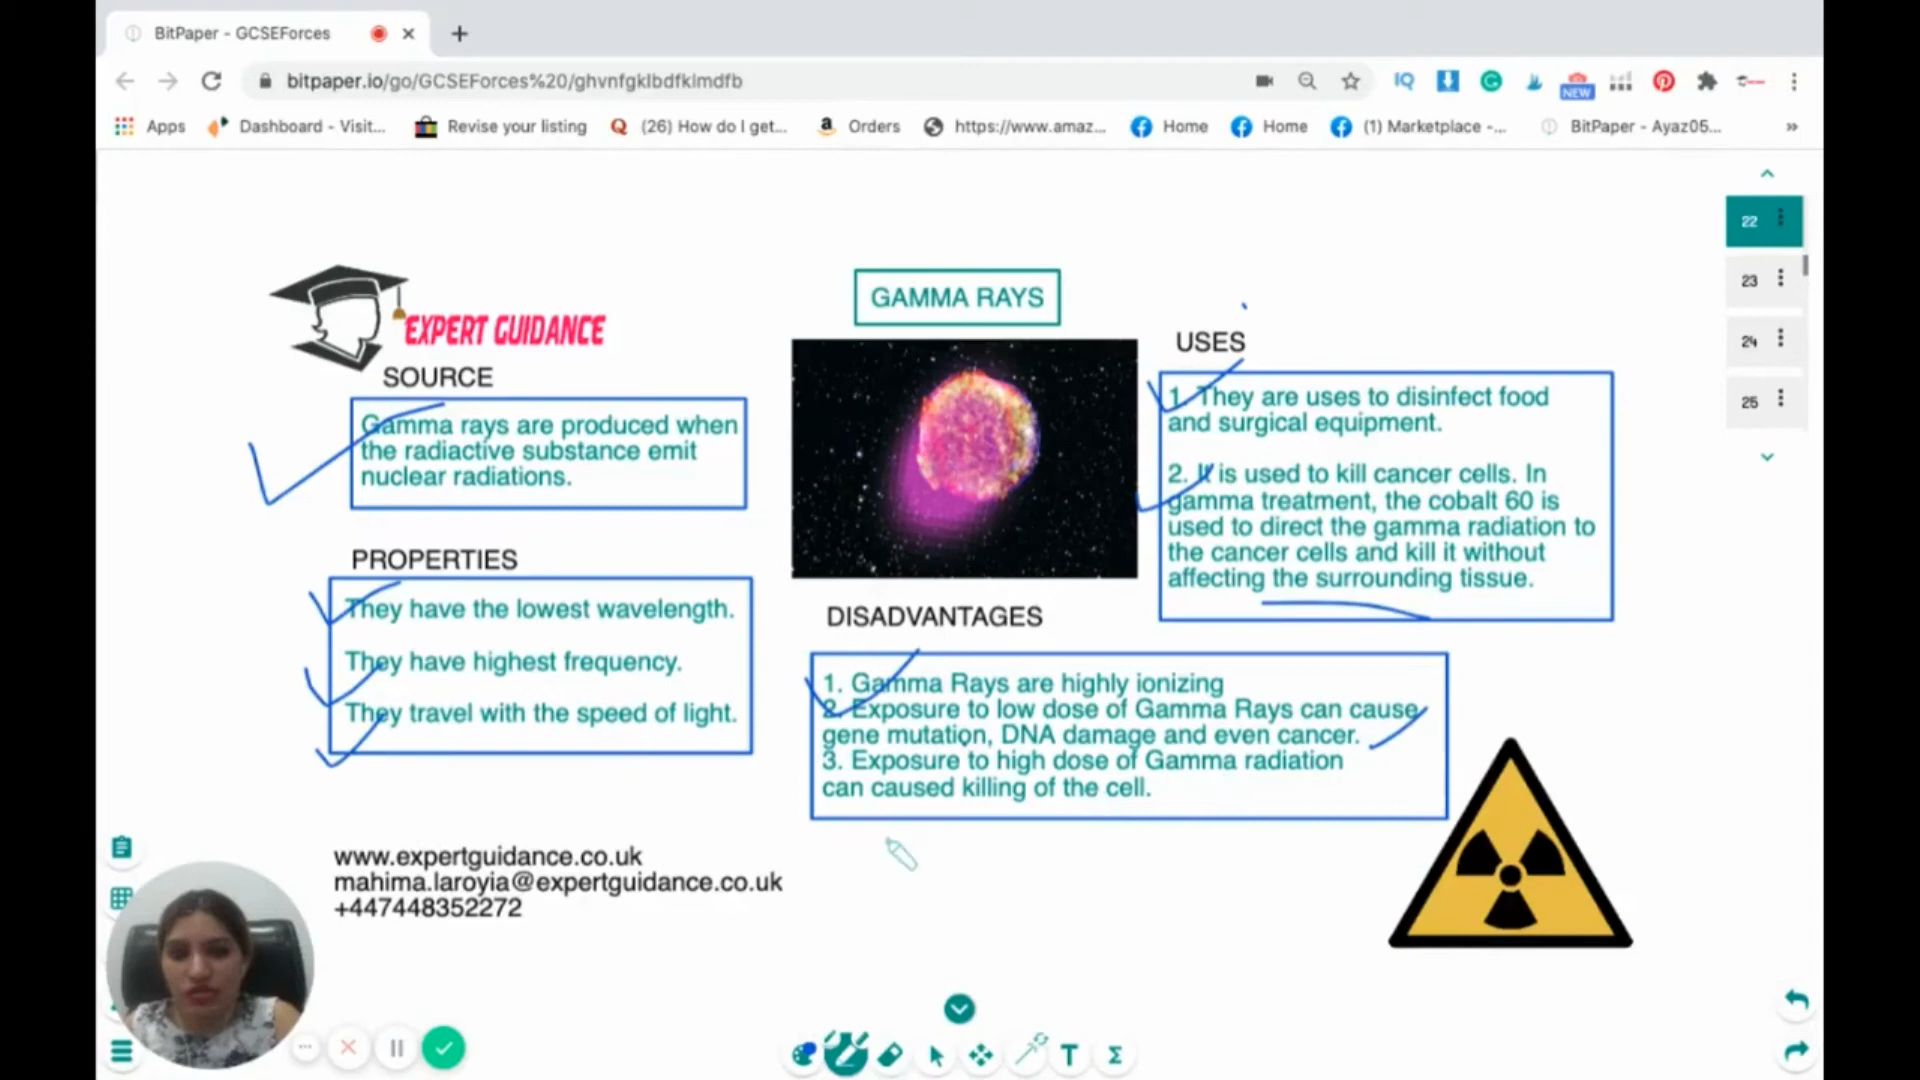 BitPaper - GCSEForces
bitpaper.io/go/GCSEForces%20/ghvnfgklbdfklmdfb
NEW
Apps
Dashboard - Visit...
Revise your listing
(26) How do I get...
Orders
https://www.amaz...
Home
Home
(1) Marketplace -...
BitPaper - Ayaz05...
22
23
24
25
EXPERT GUIDANCE
GAMMA RAYS
SOURCE
Gamma rays are produced when
the radiactive substance emit
nuclear radiations.
PROPERTIES
They have the lowest wavelength.
They have highest frequency.
They travel with the speed of light.
USES
1. They are uses to disinfect food
and surgical equipment.
2. It is used to kill cancer cells. In
gamma treatment, the cobalt 60 is
used to direct the gamma radiation to
the cancer cells and kill it without
affecting the surrounding tissue.
DISADVANTAGES
1. Gamma Rays are highly ionizing
2. Exposure to low dose of Gamma Rays can cause
gene mutation, DNA damage and even cancer.
3. Exposure to high dose of Gamma radiation
can caused killing of the cell.
www.expertguidance.co.uk
mahima.laroyia@expertguidance.co.uk
+447448352272